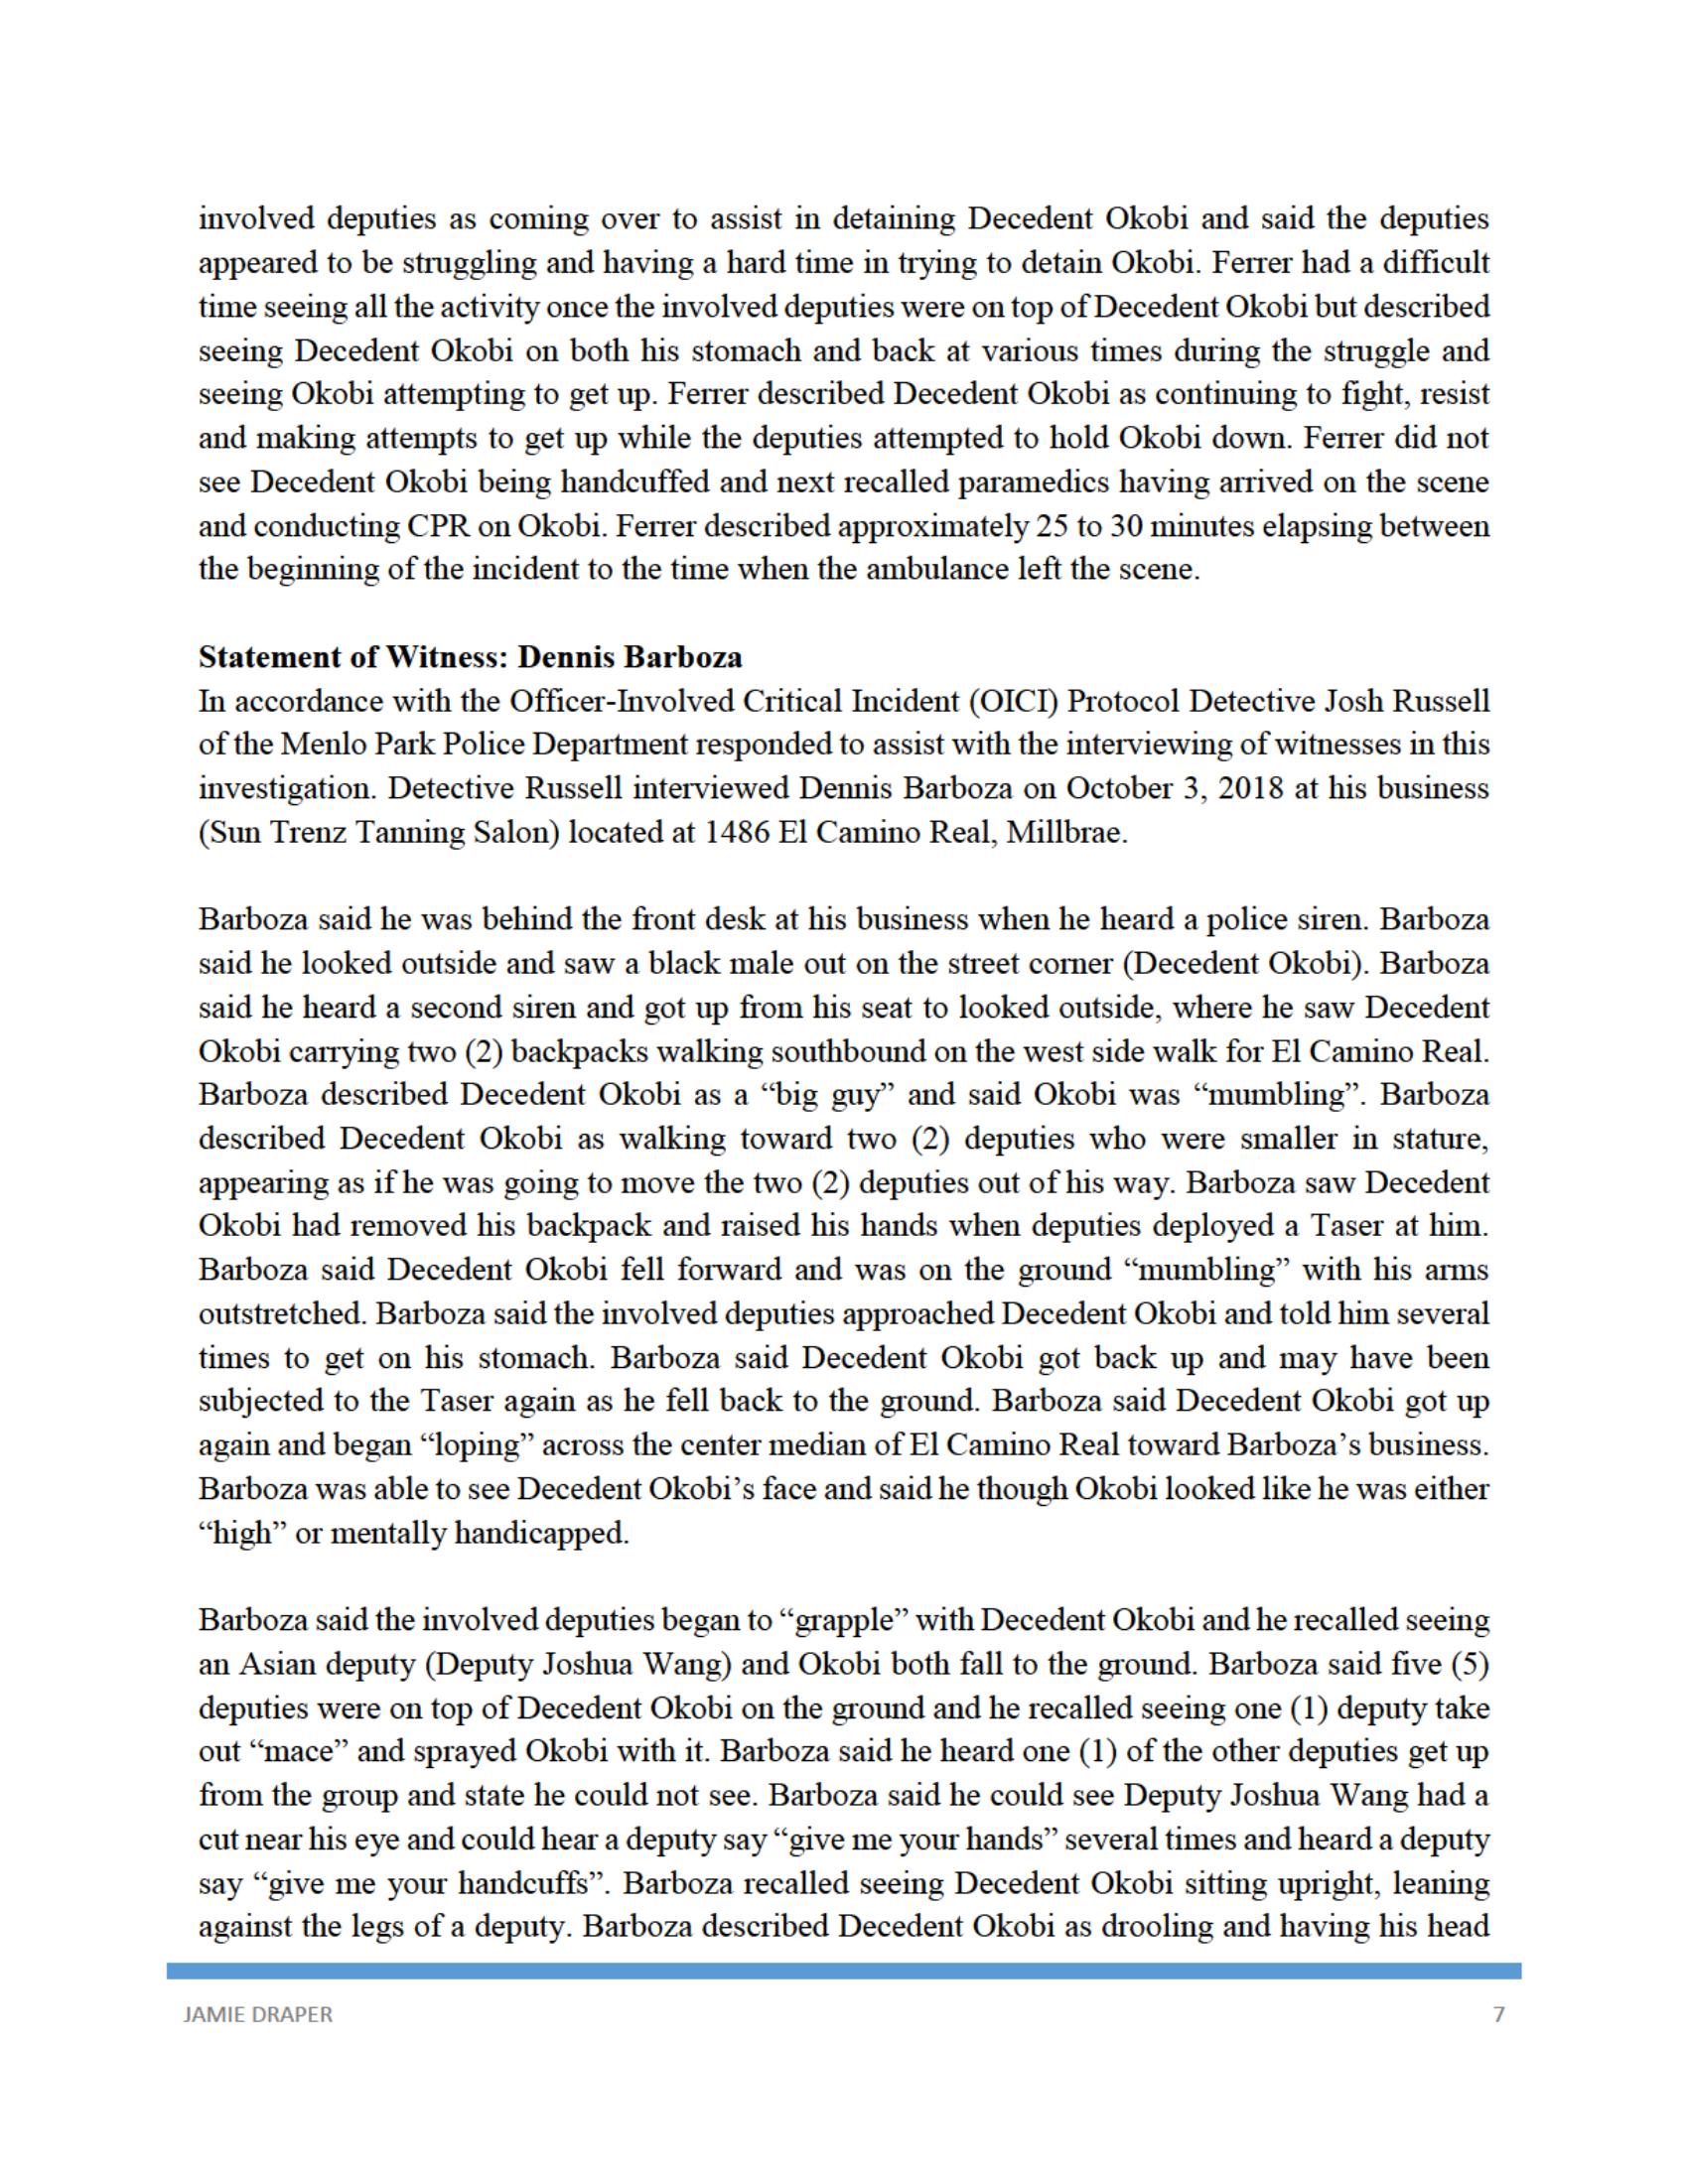 involved deputies as coming over to assist in detaining Decedent Okobi and said the deputies
appeared to be struggling and having a hard time in trying to detain Okobi. Ferrer had a difficult
time seeing all the activity once the involved deputies were on top of Decedent Okobi but described
seeing Decedent Okobi on both his stomach and back at various times during the struggle and
seeing Okobi attempting to get up. Ferrer described Decedent Okobi as continuing to fight, resist
and making attempts to get up while the deputies attempted to hold Okobi down. Ferrer did not
see Decedent Okobi being handcuffed and next recalled paramedics having arrived on the scene
and conducting CPR on Okobi. Ferrer described approximately 25 to 30 minutes elapsing between
the beginning of the incident to the time when the ambulance left the scene.
Statement of Witness: Dennis Barboza
In accordance with the Officer-Involved Critical Incident (OICI) Protocol Detective Josh Russell
of the Menlo Park Police Department responded to assist with the interviewing of witnesses in this
investigation. Detective Russell interviewed Dennis Barboza on October 3, 2018 at his business
(Sun Trenz Tanning Salon) located at 1486 El Camino Real, Millbrae.
Barboza said he was behind the front desk at his business when he heard a police siren. Barboza
said he looked outside and saw a black male out on the street corner (Decedent Okobi). Barboza
said he heard a second siren and got up from his seat to looked outside, where he saw Decedent
Okobi carrying two (2) backpacks walking southbound on the west side walk for El Camino Real.
Barboza described Decedent Okobi as a “big guy” and said Okobi was “mumbling”. Barboza
described Decedent Okobi as walking toward two (2) deputies who were smaller in stature,
appearing as if he was going to move the two (2) deputies out of his way. Barboza saw Decedent
Okobi had removed his backpack and raised his hands when deputies deployed a Taser at him.
Barboza said Decedent Okobi fell forward and was on the ground “mumbling” with his arms
outstretched. Barboza said the involved deputies approached Decedent Okobi and told him several
times to get on his stomach. Barboza said Decedent Okobi got back up and may have been
subjected to the Taser again as he fell back to the ground. Barboza said Decedent Okobi got up
again and began “loping” across the center median of El Camino Real toward Barboza’s business.
Barboza was able to see Decedent Okobi’s face and said he though Okobi looked like he was either
“high” or mentally handicapped.
Barboza said the involved deputies began to “grapple” with Decedent Okobi and he recalled seeing
an Asian deputy (Deputy Joshua Wang) and Okobi both fall to the ground. Barboza said five (5)
deputies were on top of Decedent Okobi on the ground and he recalled seeing one (1) deputy take
out “mace” and sprayed Okobi with it. Barboza said he heard one (1) of the other deputies get up
from the group and state he could not see. Barboza said he could see Deputy Joshua Wang had a
cut near his eye and could hear a deputy say “give me your hands” several times and heard a deputy
say “give me your handcuffs”. Barboza recalled seeing Decedent Okobi sitting upright, leaning
against the legs of a deputy. Barboza described Decedent Okobi as drooling and having his head
JAMIE DRAPER 7